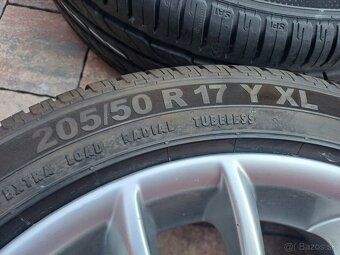 205/50 R 17 Y XL
EXTRA LOAD RADIAL TUBELESS
Bazos.sk